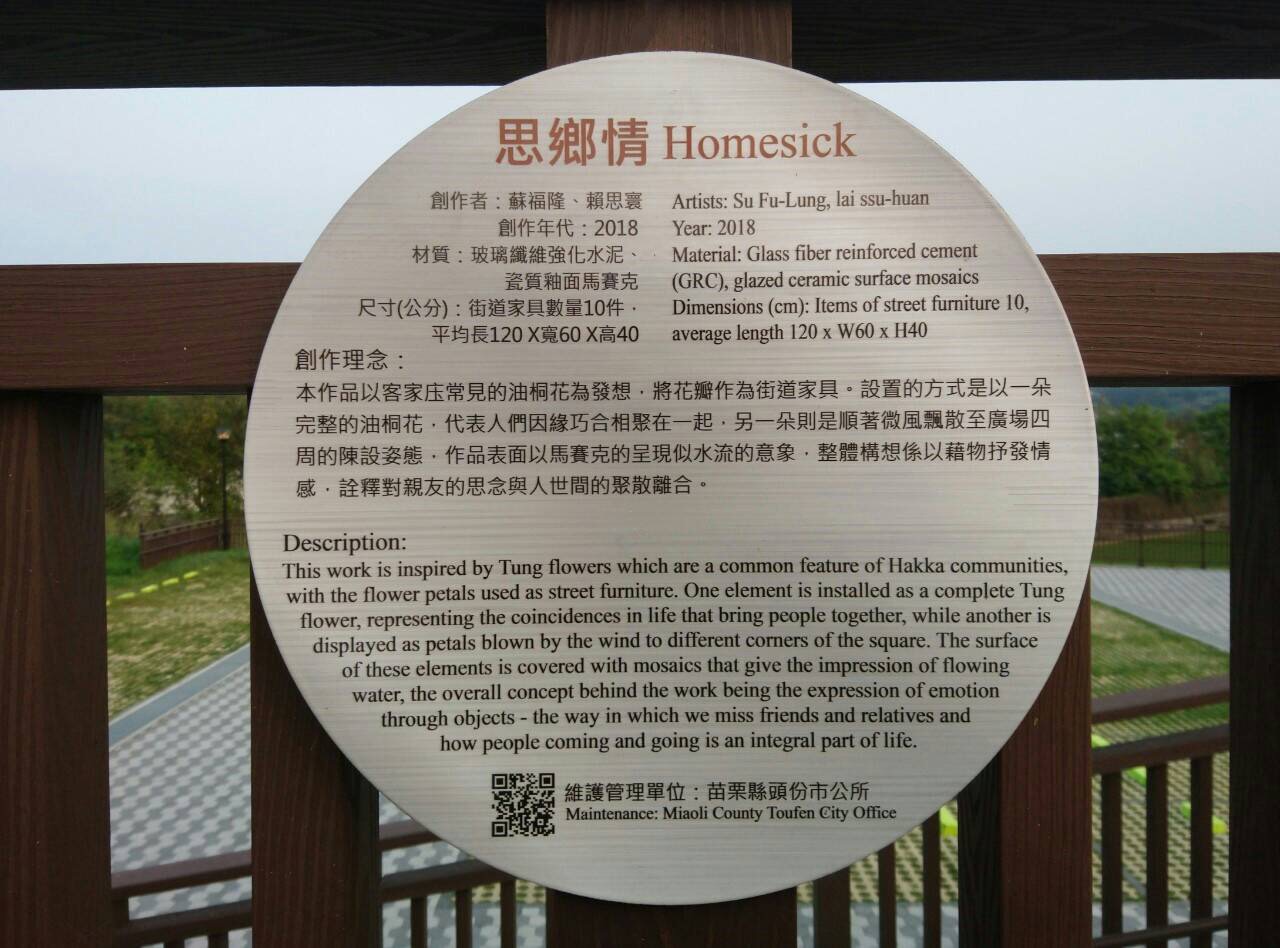 思鄉情 Homesick
創作者：蘇福隆、賴思寰
創作年代：2018
材質：玻璃纖維強化水泥、
瓷質釉面馬賽克
尺寸(公分)：街道家具數量10件，
平均長120 X寬60 X高40
Artists: Su Fu-Lung, lai ssu-huan
Year: 2018
Material: Glass fiber reinforced cement
(GRC), glazed ceramic surface mosaics
Dimensions (cm): Items of street furniture 10,
average length 120 x W60 x H40
創作理念：
本作品以客家庄常見的油桐花為發想，將花瓣作為街道家具。設置的方式是以一朵
完整的油桐花，代表人們因緣巧合相聚在一起，另一朵則是順著微風飄散至廣場四
周的陳設姿態，作品表面以馬賽克的呈現似水流的意象，整體構想係以藉物抒發情
感，詮釋對親友的思念與人世間的聚散離合。
Description:
This work is inspired by Tung flowers which are a common feature of Hakka communities,
with the flower petals used as street furniture. One element is installed as a complete Tung
flower, representing the coincidences in life that bring people together, while another is
displayed as petals blown by the wind to different corners of the square. The surface
of these elements is covered with mosaics that give the impression of flowing
water, the overall concept behind the work being the expression of emotion
through objects - the way in which we miss friends and relatives and
how people coming and going is an integral part of life.
維護管理單位：苗栗縣頭份市公所
Maintenance: Miaoli County Toufen City Office